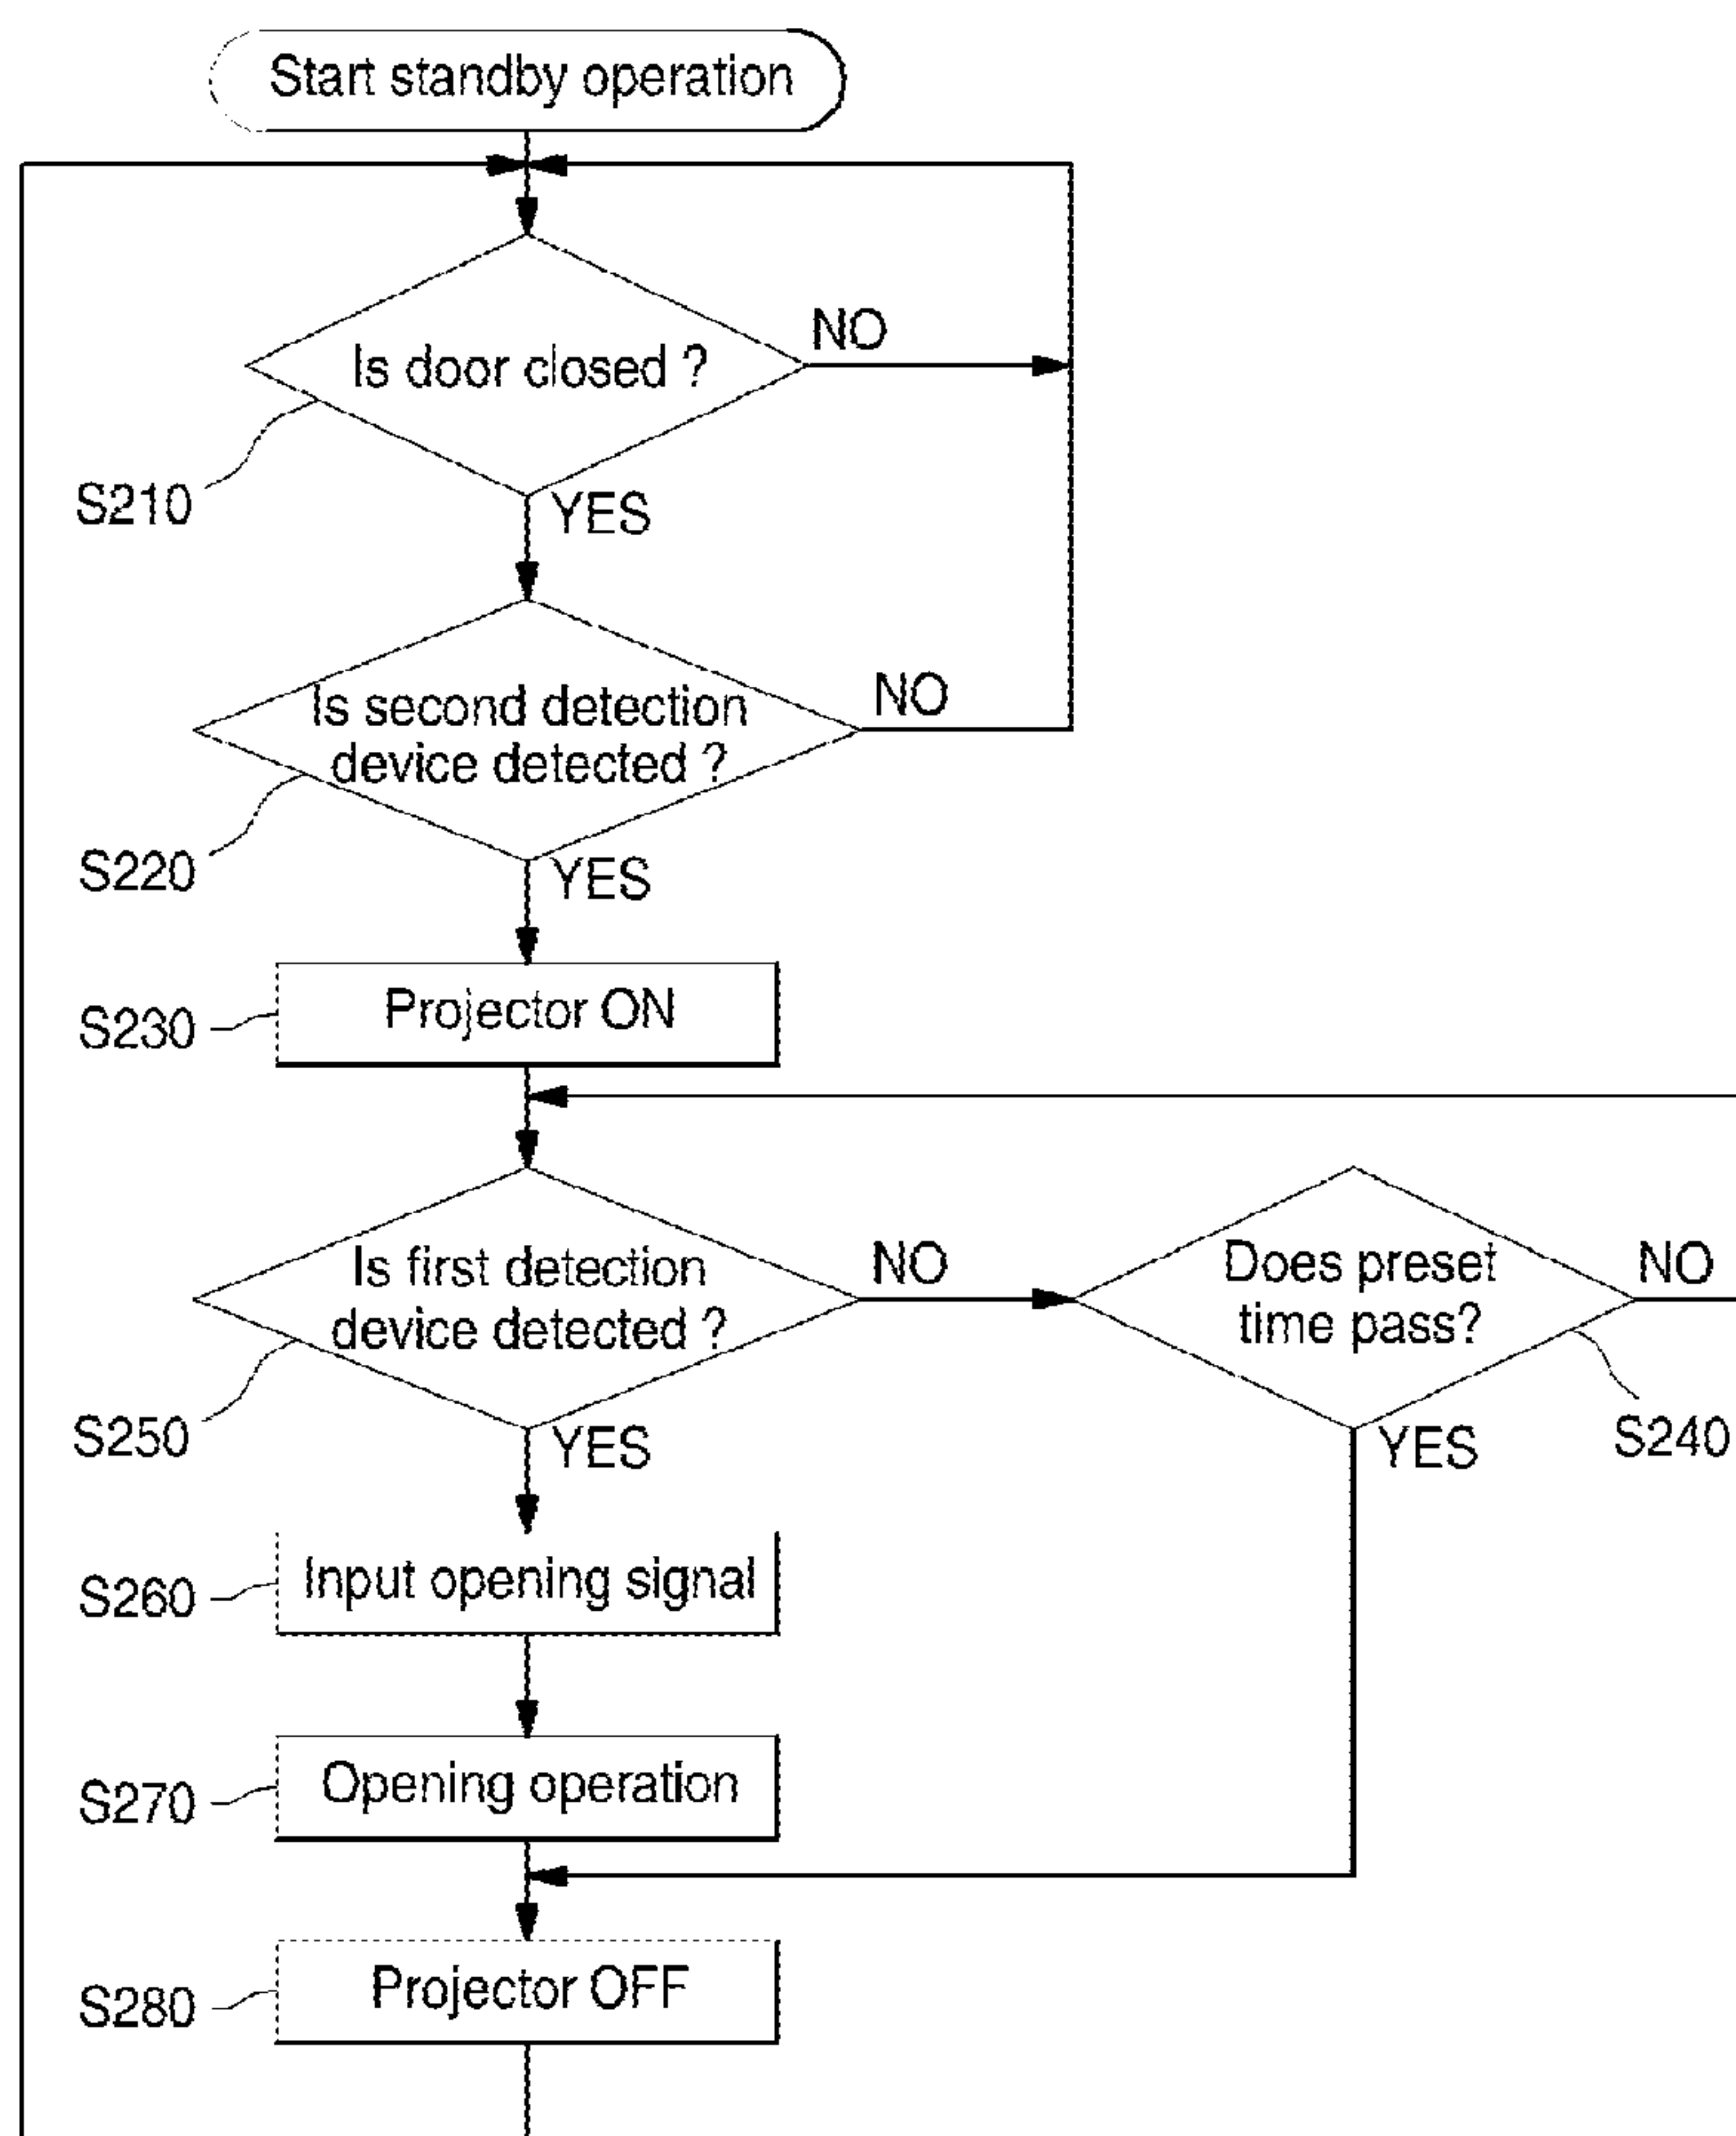 Start standby operation
NO
Is door closed ?
S210
YES
Is second detection
device detected ?
NO
S220
YES
Projector ON
S230
Is first detection
device detected ?
NO
Does preset
time pass?
NO
S250
YES
YES
S240
Input opening signal
S260
Opening operation
S270
Projector OFF
S280